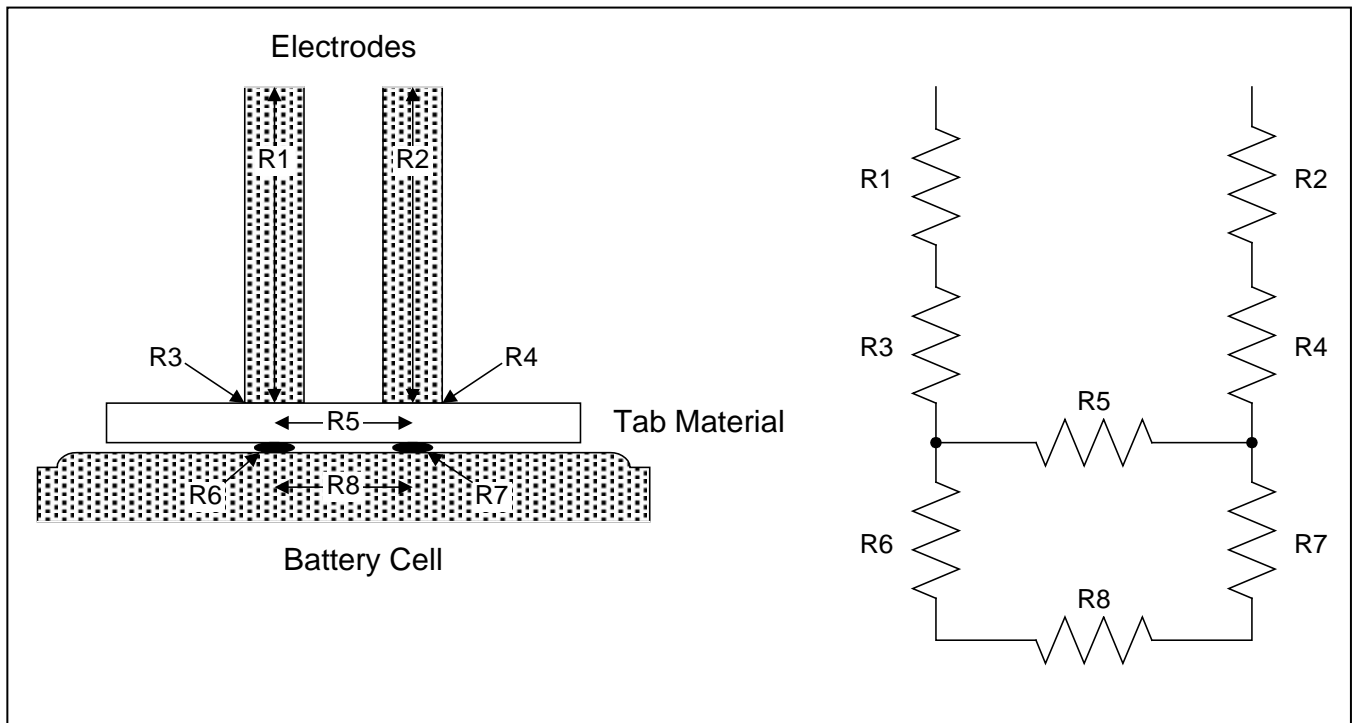 Electrodes
R1
R2
R3
R4
R5
Tab Material
R6
R8
R7
Battery Cell
R1
R2
R3
R4
R5
R6
R7
R8